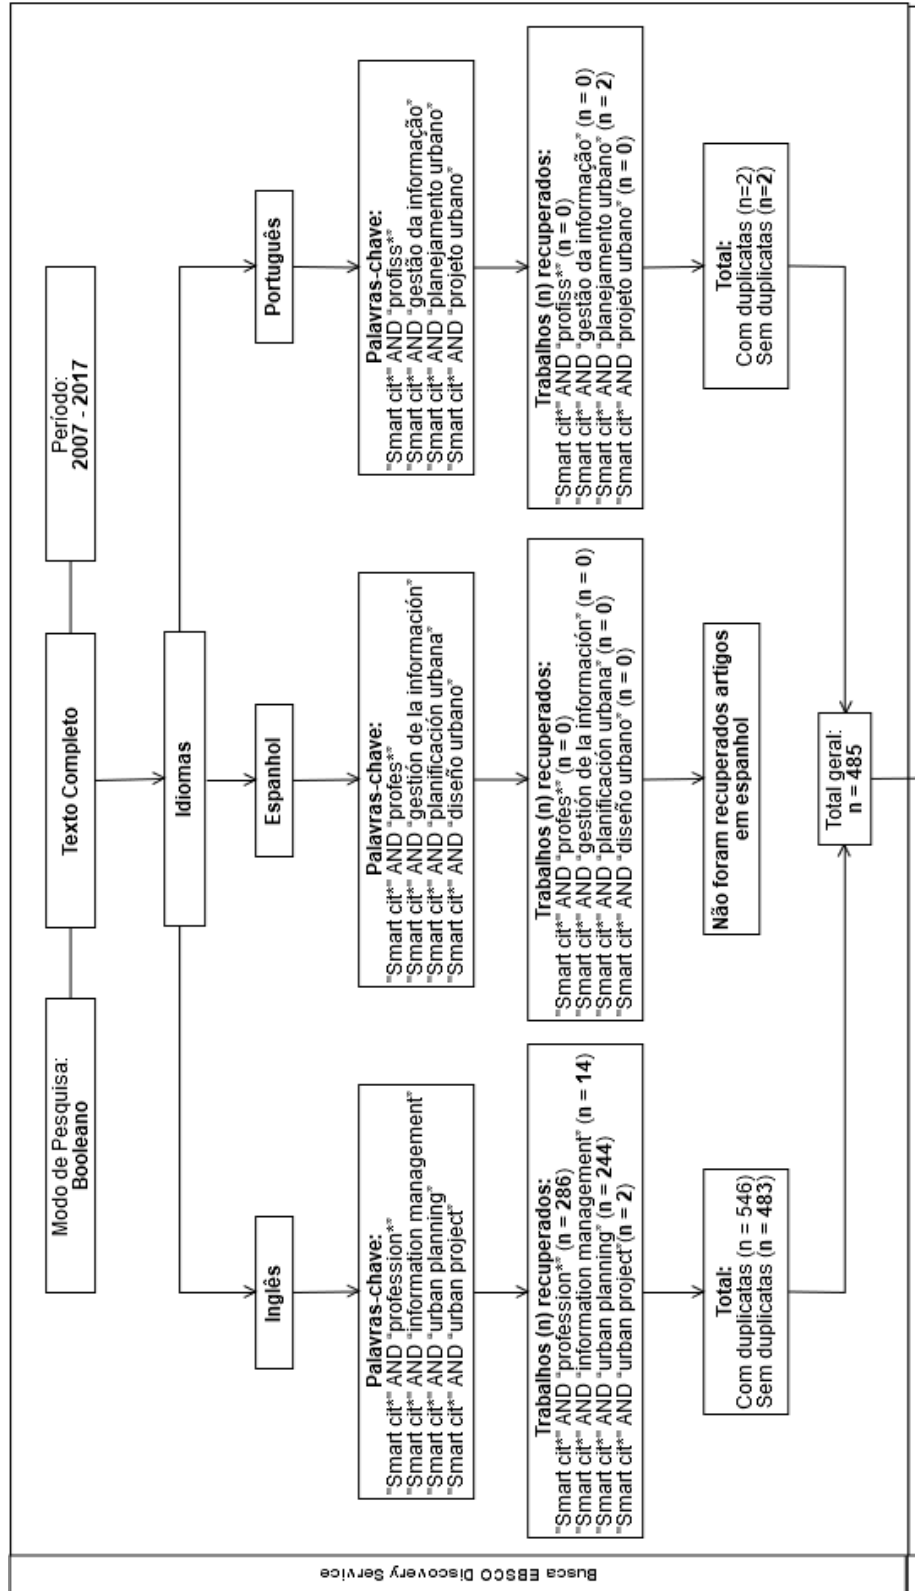 Busca EBSCO Discovery Service
Modo de Pesquisa:
Booleano
Texto Completo
Período:
2007 - 2017
Idiomas
Inglês
Espanhol
Português
Palavras-chave:
"Smart cit*" AND “profession*”
"Smart cit*" AND “information management”
"Smart cit*" AND “urban planning”
"Smart cit*" AND “urban project”
Palavras-chave:
"Smart cit*" AND “profes*”
"Smart cit*" AND “gestión de la información”
"Smart cit*" AND “planificación urbana”
"Smart cit*" AND “diseño urbano”
Palavras-chave:
"Smart cit*" AND “profiss*”
"Smart cit*" AND “gestão da informação”
"Smart cit*" AND “planejamento urbano”
"Smart cit*" AND “projeto urbano”
Trabalhos (n) recuperados:
"Smart cit*" AND “profession*” (n = 286)
"Smart cit*" AND “information management” (n = 14)
"Smart cit*" AND “urban planning” (n = 244)
"Smart cit*" AND “urban project”(n = 2)
Trabalhos (n) recuperados:
"Smart cit*" AND “profes*” (n = 0)
"Smart cit*" AND “gestión de la información” (n = 0)
"Smart cit*" AND “planificación urbana” (n = 0)
"Smart cit*" AND “diseño urbano” (n = 0)
Trabalhos (n) recuperados:
"Smart cit*" AND “profiss*” (n = 0)
"Smart cit*" AND “gestão da informação” (n = 0)
"Smart cit*" AND “planejamento urbano” (n = 2)
"Smart cit*" AND “projeto urbano” (n = 0)
Total:
Com duplicatas (n = 546)
Sem duplicatas (n = 483)
Não foram recuperados artigos
em espanhol
Total:
Com duplicatas (n=2)
Sem duplicatas (n=2)
Total geral:
n = 485